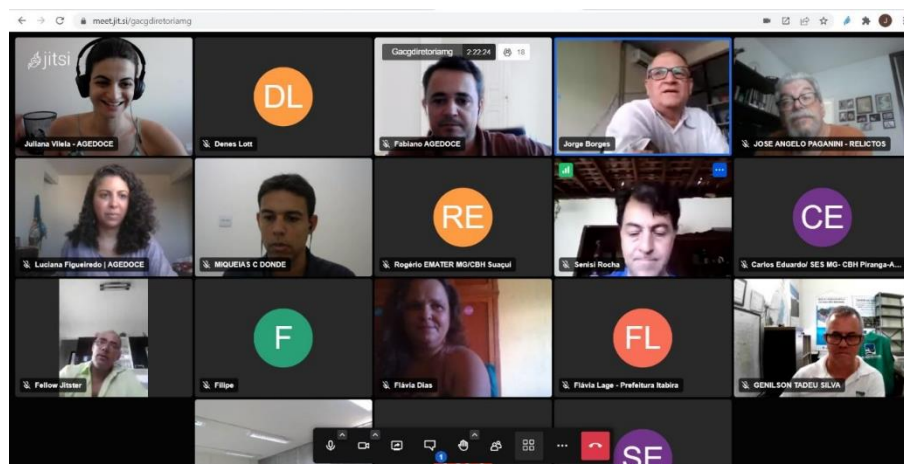 meet.jit.si/gacgdiretoriamg
J
jitsi
Gacgdiretoriamg 2:22:24 18
Juliana Vilela - AGEDOCE
DL
Denes Lott
Fabiano AGEDOCE
Jorge Borges
JOSE ANGELO PAGANINI - RELICTOS
Luciana Figueiredo | AGEDOCE
MIQUEIAS C DONDE
RE
Rogério EMATER MG/CBH Suaçuí
Senisi Rocha
CE
Carlos Eduardo/ SES MG- CBH Piranga-A...
Fellow Jitster
F
Filipe
Flávia Dias
FL
Flávia Lage - Prefeitura Itabira
GENILSON TADEU SILVA
1
SE